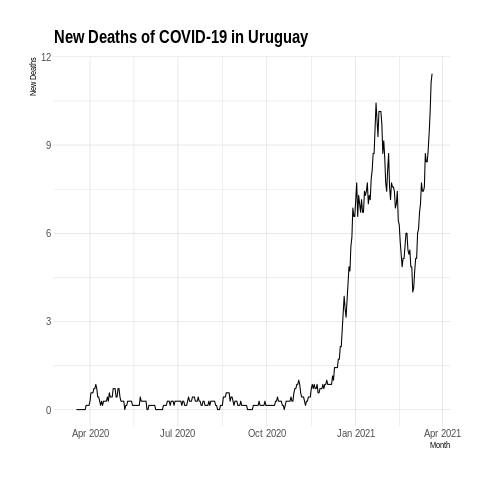 New Deaths of COVID-19 in Uruguay
New Deaths
12
9
6
3
0
Apr 2020 Jul 2020 Oct 2020 Jan 2021 Apr 2021
Month